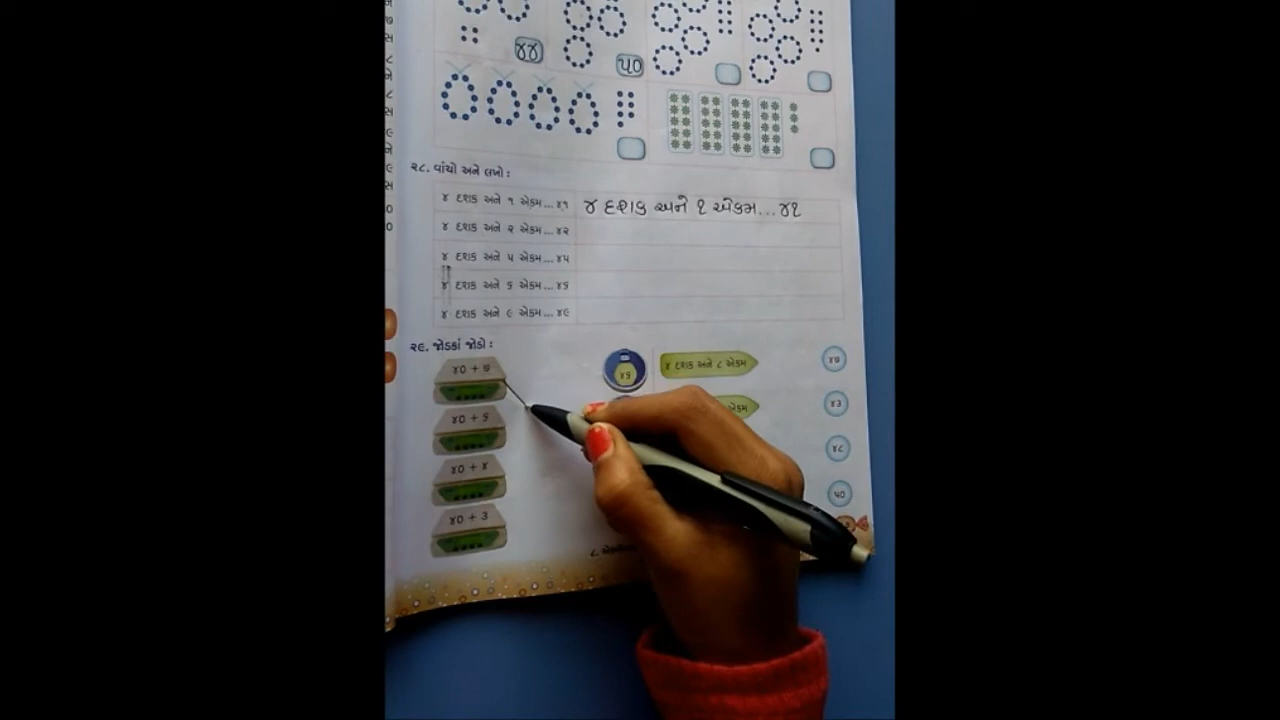 ૪૪
૫૦
૨૮. વાંચો અને લખો :
૪ દશક અને ૧ એકમ... ૪૧
૪ દશક અને ૧ એકમ... ૪૧
૪ દશક અને ૨ એકમ... ૪૨
૪ દશક અને ૫ એકમ... ૪૫
૪ દશક અને ૬ એકમ... ૪૬
૪ દશક અને ૯ એકમ... ૪૯
૨૯. જોડકાં જોડો :
૪૦ + ૭
૪૬
૪ દશક અને ૮ એકમ
૪૭
૪૦ + ૬
એકમ
૪૩
૪૦ + ૪
૪૮
૪૦ + ૩
૫૦